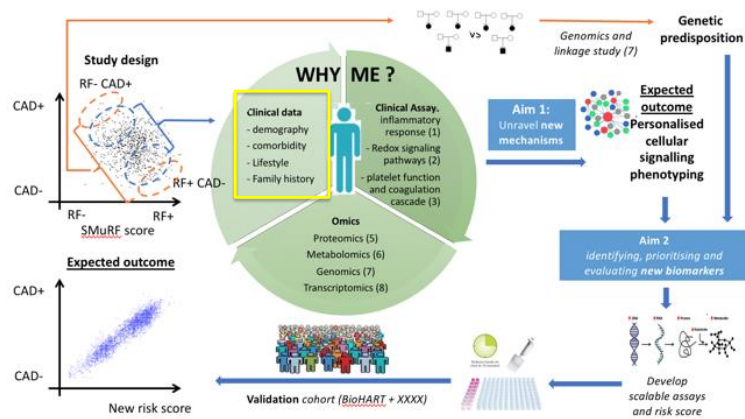 Study design
RF- CAD+
CAD+
CAD-
RF-
RF+
RF+ CAD-
SMuRF score
WHY ME ?
Clinical data
- demography
- comorbidity
- Lifestyle
- Family history
Clinical Assay.
inflammatory
response (1)
- Redox signaling
pathways (2)
- platelet function
and coagulation
cascade (3)
Omics
Proteomics (5)
Metabolomics (6)
Genomics (7)
Transcriptomics (8)
VS
Genomics and
linkage study (7)
Genetic
predisposition
Aim 1:
Unravel new
mechanisms
Expected
outcome
Personalised
cellular
signalling
phenotyping
Aim 2
identifying, prioritising and
evaluating new biomarkers
Develop
scalable assays
and risk score
Validation cohort (BioHART + XXXX)
Expected outcome
CAD+
CAD-
New risk score